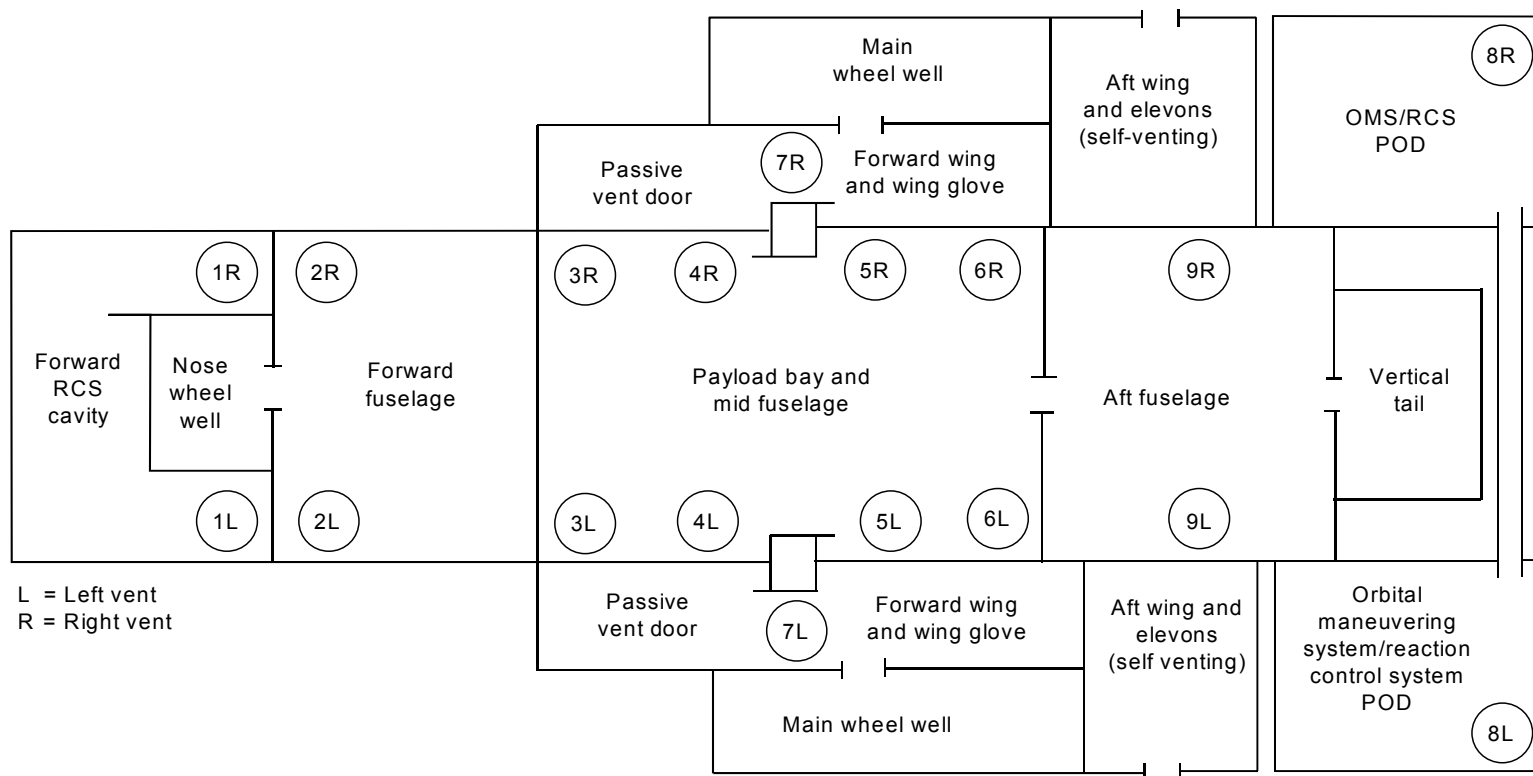 Main
wheel well
8R
Aft wing
and elevons
(self-venting)
OMS/RCS
POD
7R
Passive
vent door
Forward wing
and wing glove
1R
2R
3R
4R
5R
6R
9R
Forward
RCS
cavity
Nose
wheel
well
Forward
fuselage
Payload bay and
mid fuselage
Aft fuselage
Vertical
tail
1L
2L
3L
4L
5L
6L
9L
L = Left vent
R = Right vent
Passive
vent door
7L
Forward wing
and wing glove
Aft wing and
elevons
(self venting)
Orbital
maneuvering
system/reaction
control system
POD
Main wheel well
8L